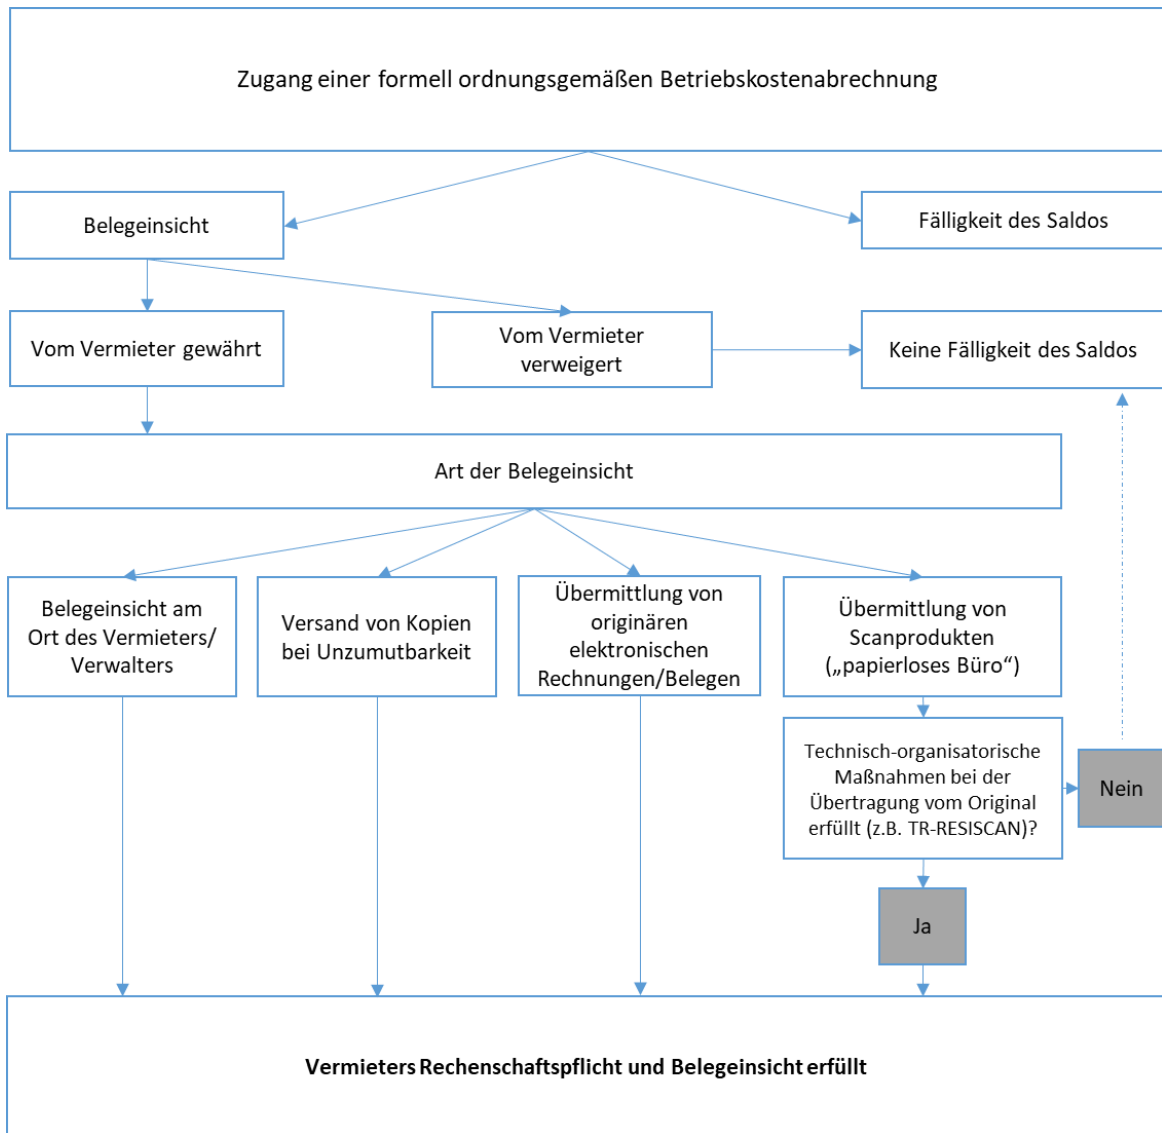 Zugang einer formell ordnungsgemäßen Betriebskostenabrechnung
Belegeinsicht
Fälligkeit des Saldos
Vom Vermieter gewährt
Vom Vermieter
verweigert
Keine Fälligkeit des Saldos
Art der Belegeinsicht
Belegeinsicht am
Ort des Vermieters/
Verwalters
Versand von Kopien
bei Unzumutbarkeit
Übermittlung von
originären
elektronischen
Rechnungen/Belegen
Übermittlung von
Scanprodukten
(„papierloses Büro“)
Technisch-organisatorische
Maßnahmen bei der
Übertragung vom Original
erfüllt (z.B. TR-RESISCAN)?
Nein
Ja
Vermieters Rechenschaftspflicht und Belegeinsicht erfüllt